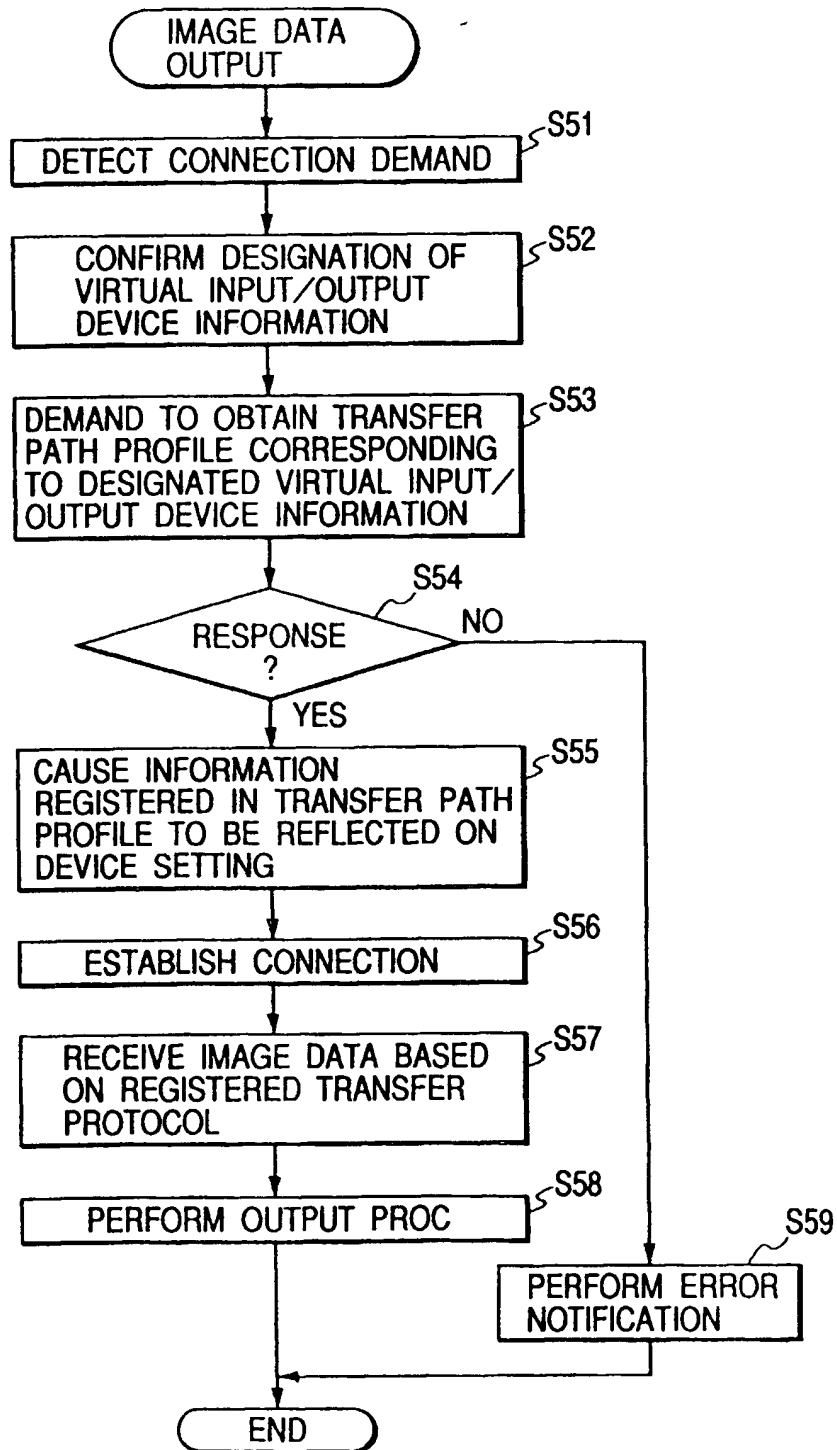 IMAGE DATA
OUTPUT
S51
DETECT CONNECTION DEMAND
S52
CONFIRM DESIGNATION OF
VIRTUAL INPUT/OUTPUT
DEVICE INFORMATION
S53
DEMAND TO OBTAIN TRANSFER
PATH PROFILE CORRESPONDING
TO DESIGNATED VIRTUAL INPUT/
OUTPUT DEVICE INFORMATION
S54
RESPONSE
?
NO
YES
S55
CAUSE INFORMATION
REGISTERED IN TRANSFER PATH
PROFILE TO BE REFLECTED ON
DEVICE SETTING
S56
ESTABLISH CONNECTION
S57
RECEIVE IMAGE DATA BASED
ON REGISTERED TRANSFER
PROTOCOL
S58
PERFORM OUTPUT PROC
S59
PERFORM ERROR
NOTIFICATION
END